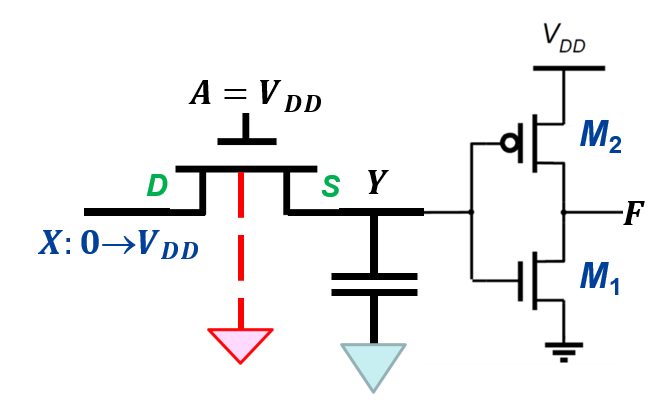 V_DD
A = V_DD
M_2
D
S
Y
F
X: 0→V_DD
M_1